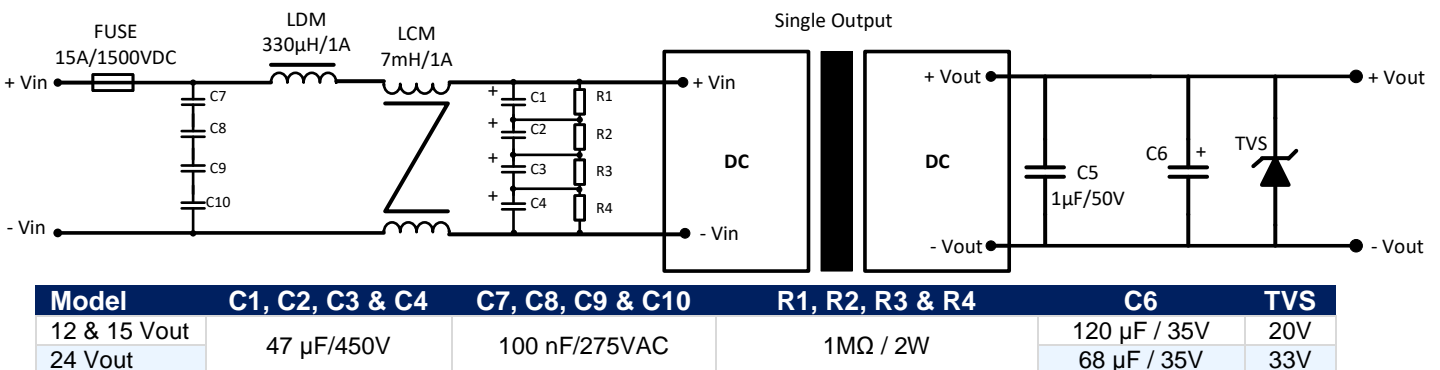 Single Output
FUSE
15A/1500VDC
LDM
330µH/1A
LCM
7mH/1A
+ Vin
- Vin
C7
C8
C9
C10
+ C1
+ C2
+ C3
+ C4
R1
R2
R3
R4
+ Vin
- Vin
DC
DC
+ Vout
- Vout
C5
1µF/50V
C6 +
TVS
+ Vout
- Vout
Model C1, C2, C3 & C4 C7, C8, C9 & C10 R1, R2, R3 & R4 C6 TVS
12 & 15 Vout 47 µF/450V 100 nF/275VAC 1MΩ / 2W 120 µF / 35V 20V
24 Vout 68 µF / 35V 33V